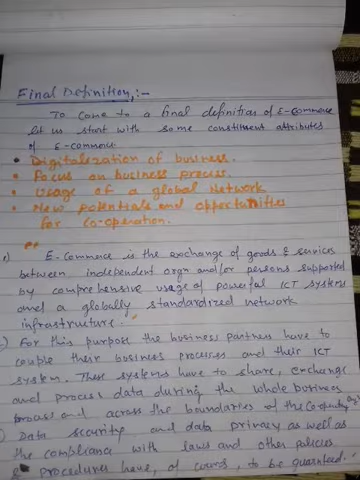 Final Definition,:-
To come to a final definition of E-Commerce
let us start with some constituent attributes
of E-commerce.
• Digitalization of business.
• Focus on business process.
• Usage of a global Network
• New potentials and opportunities
for co-operation.
E-Commerce is the exchange of goods & services
between independent orgn and/or persons supported
by comprehensive usage of powerful ICT systems
and a globally standardized network
infrastructure.
For this purpose the business partners have to
couple their business processes and their ICT
system. These systems have to share, exchange
and process data during the whole business
process and across the boundaries of the
Data security and data privacy as well as
the compliance with laws and other policies
& procedures have, of course, to be guaranteed.